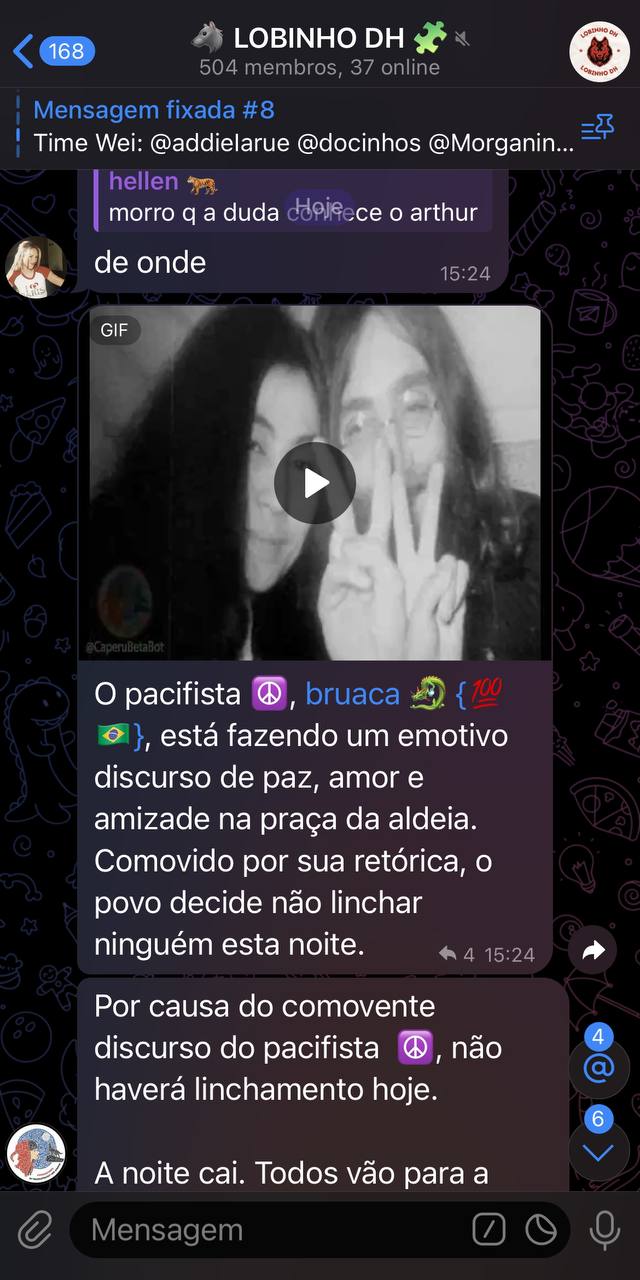 168
🐺 LOBINHO DH 🧩
504 membros, 37 online
LOBINHO DH
LOBINHO DH
Mensagem fixada #8
Time Wei: @addielarue @docinhos @Morganin...
hellen 🐅
morro q a duda conhece o arthur
Hoje
de onde
15:24
GIF
@CaperuBetaBot
O pacifista ☮️, bruaca 🐉 {💯
🇧🇷}, está fazendo um emotivo
discurso de paz, amor e
amizade na praça da aldeia.
Comovido por sua retórica, o
povo decide não linchar
ninguém esta noite.
4 15:24
Por causa do comovente
discurso do pacifista ☮️, não
haverá linchamento hoje.
4
@
6
A noite cai. Todos vão para a
Mensagem